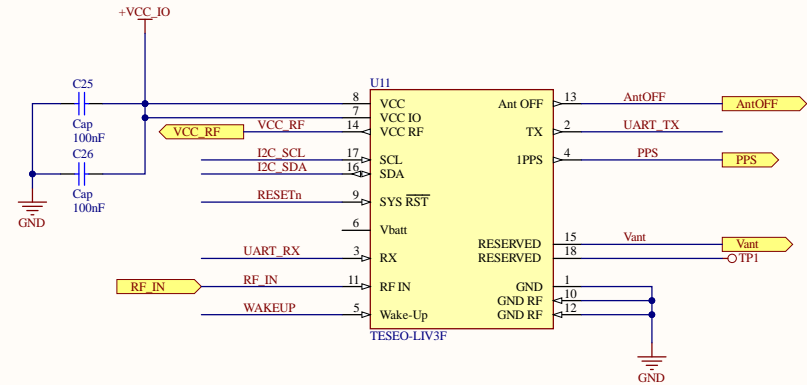 +VCC_IO
C25
Cap
100nF
C26
Cap
100nF
GND
U11
8 VCC
7 VCC IO
VCC_RF VCC_RF 14 VCC RF
I2C_SCL 17 SCL
I2C_SDA 16 SDA
RESETn 9 SYS RST
6 Vbatt
UART_RX 3 RX
RF_IN RF_IN 11 RF IN
WAKEUP 5 Wake-Up
Ant OFF 13 AntOFF AntOFF
TX 2 UART_TX
1PPS 4 PPS PPS
RESERVED 15 Vant Vant
RESERVED 18 TP1
GND 1
GND RF 10
GND RF 12
TESEO-LIV3F
GND